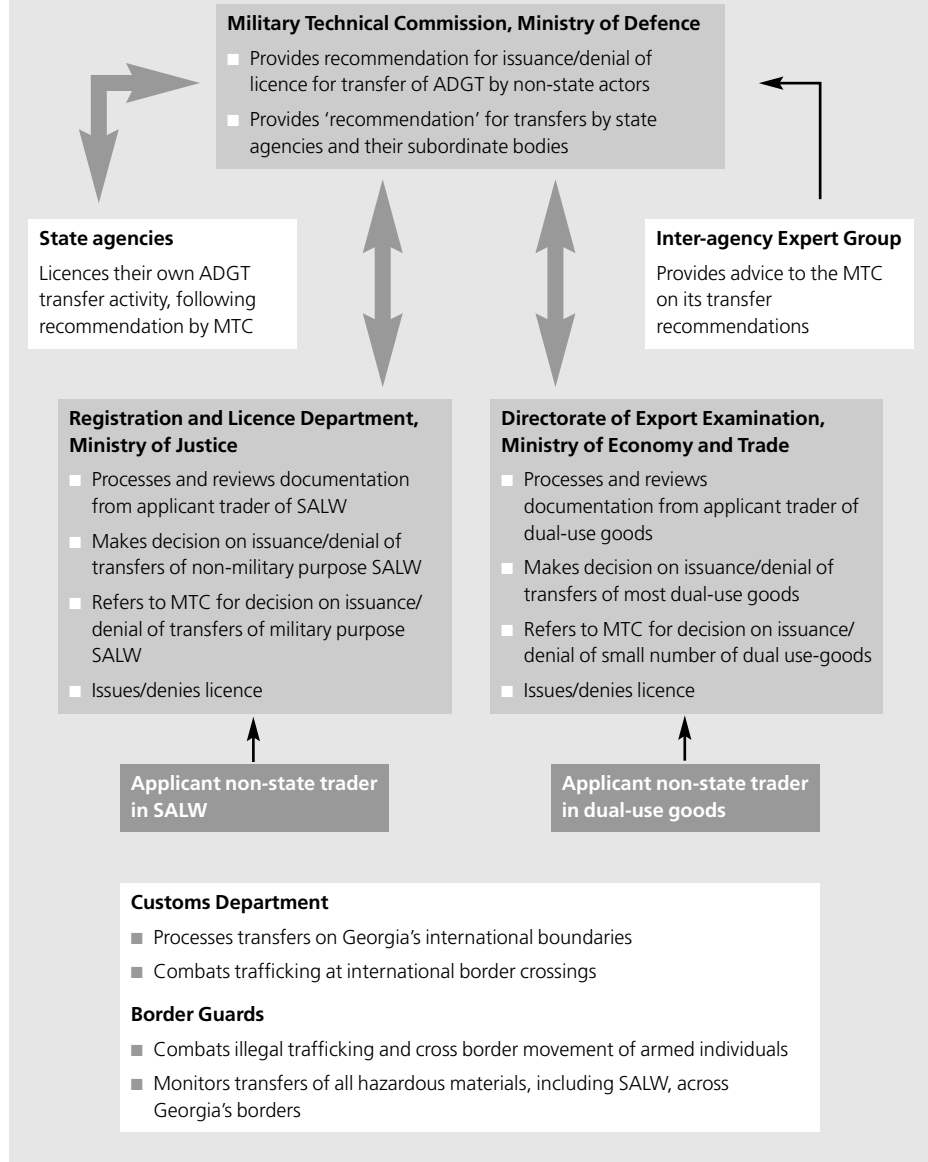 Military Technical Commission, Ministry of Defence
Provides recommendation for issuance/denial of
licence for transfer of ADGT by non-state actors
Provides ‘recommendation’ for transfers by state
agencies and their subordinate bodies
State agencies
Licences their own ADGT
transfer activity, following
recommendation by MTC
Inter-agency Expert Group
Provides advice to the MTC
on its transfer
recommendations
Registration and Licence Department,
Ministry of Justice
Processes and reviews documentation
from applicant trader of SALW
Makes decision on issuance/denial of
transfers of non-military purpose SALW
Refers to MTC for decision on issuance/
denial of transfers of military purpose
SALW
Issues/denies licence
Directorate of Export Examination,
Ministry of Economy and Trade
Processes and reviews
documentation from applicant trader of
dual-use goods
Makes decision on issuance/denial of
transfers of most dual-use goods
Refers to MTC for decision on issuance/
denial of small number of dual use-goods
Issues/denies licence
Applicant non-state trader
in SALW
Applicant non-state trader
in dual-use goods
Customs Department
Processes transfers on Georgia’s international boundaries
Combats trafficking at international border crossings
Border Guards
Combats illegal trafficking and cross border movement of armed individuals
Monitors transfers of all hazardous materials, including SALW, across
Georgia’s borders